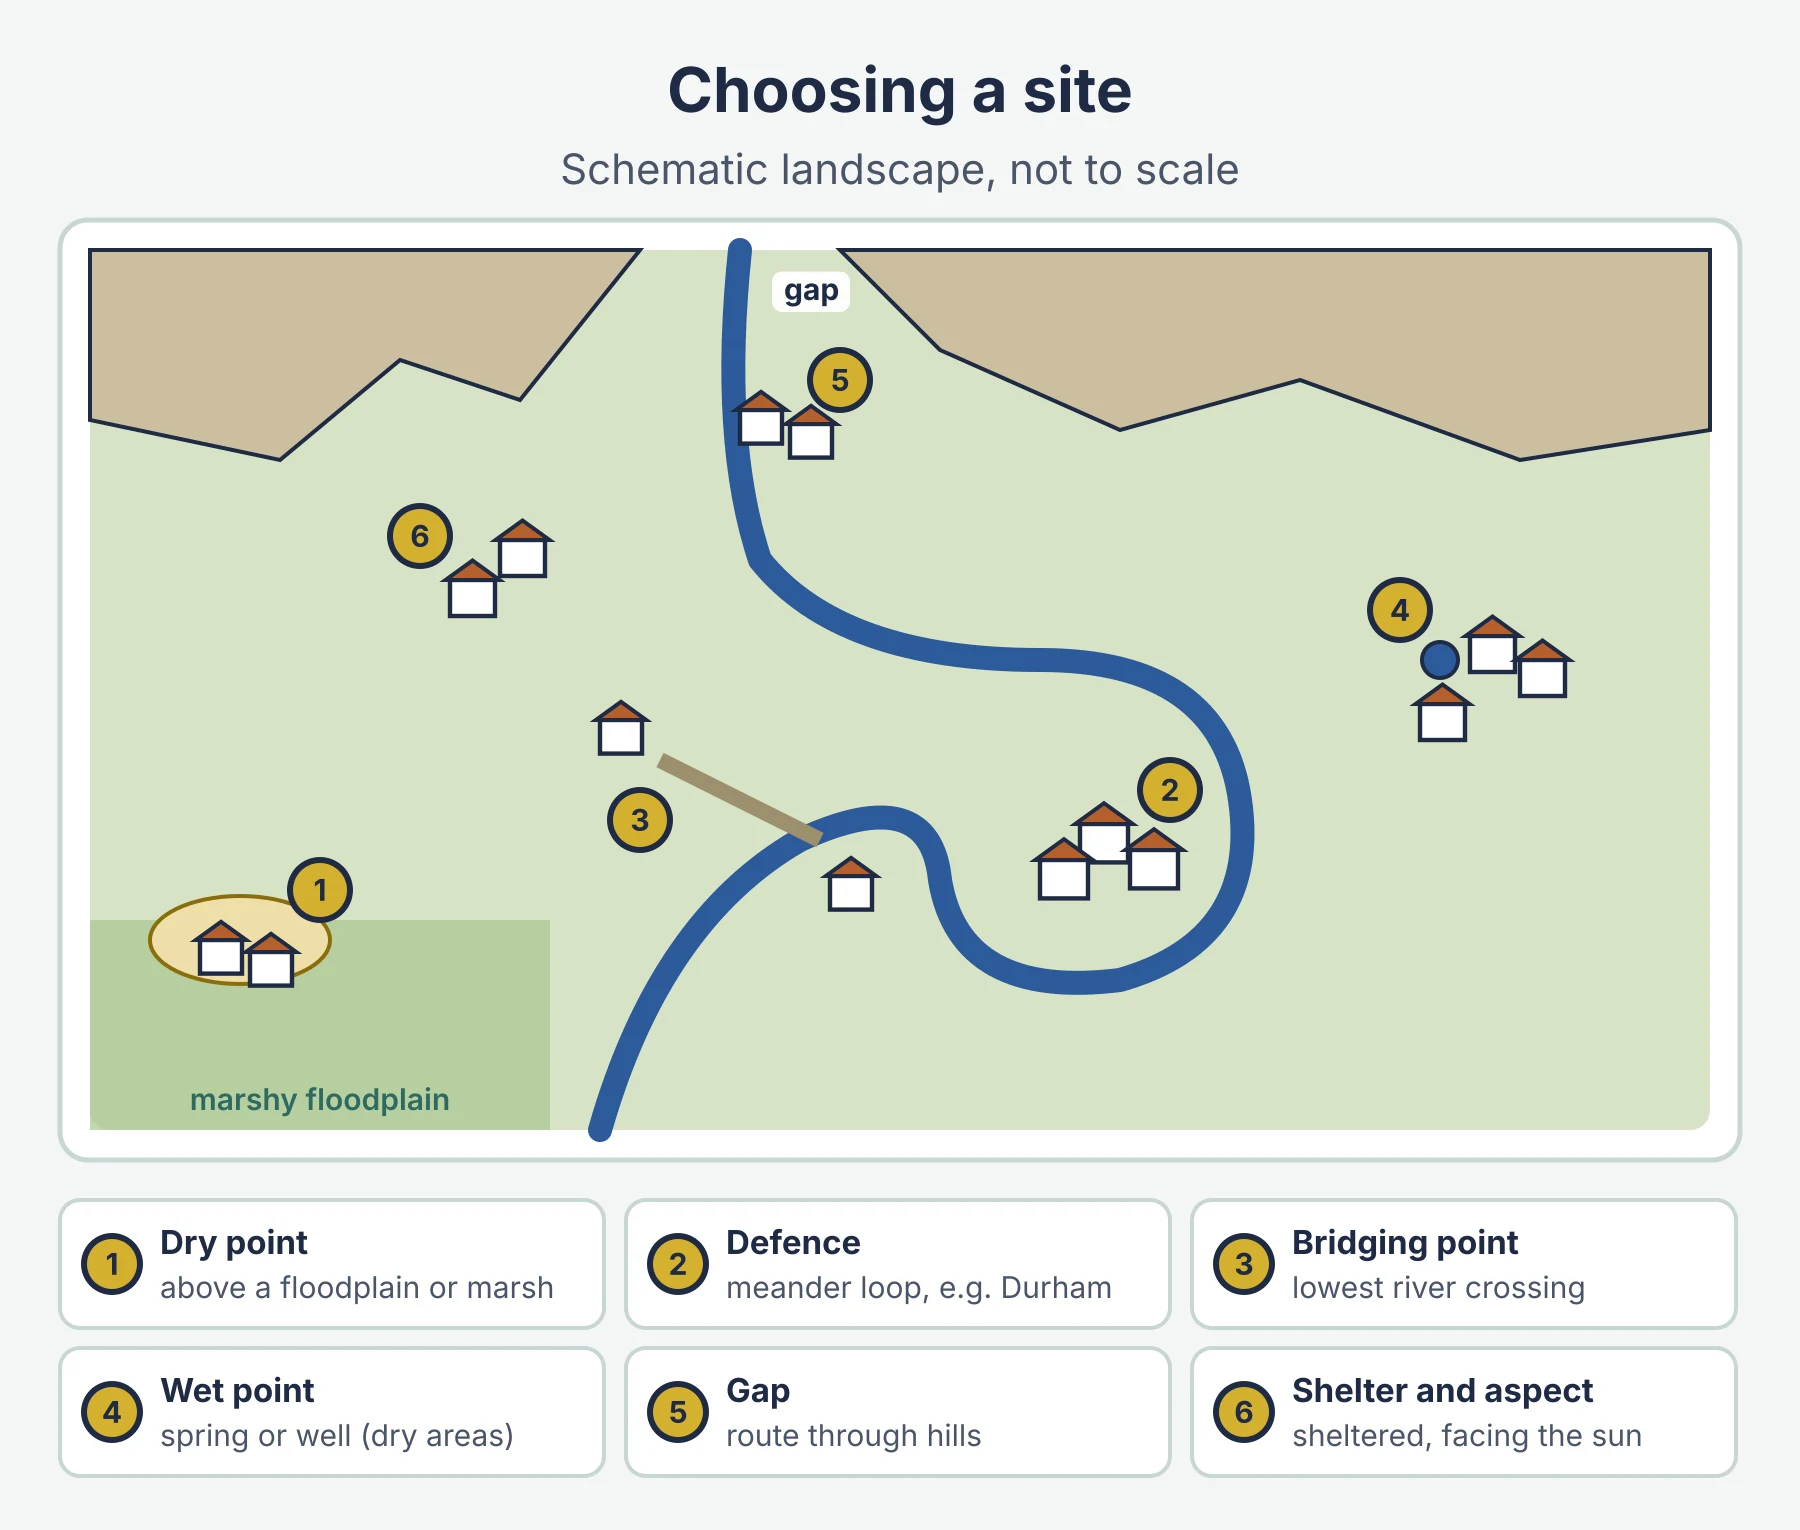 Choosing a site
Schematic landscape, not to scale
gap
5
6
4
2
3
1
marshy floodplain
1
Dry point
above a floodplain or marsh
2
Defence
meander loop, e.g. Durham
3
Bridging point
lowest river crossing
4
Wet point
spring or well (dry areas)
5
Gap
route through hills
6
Shelter and aspect
sheltered, facing the sun